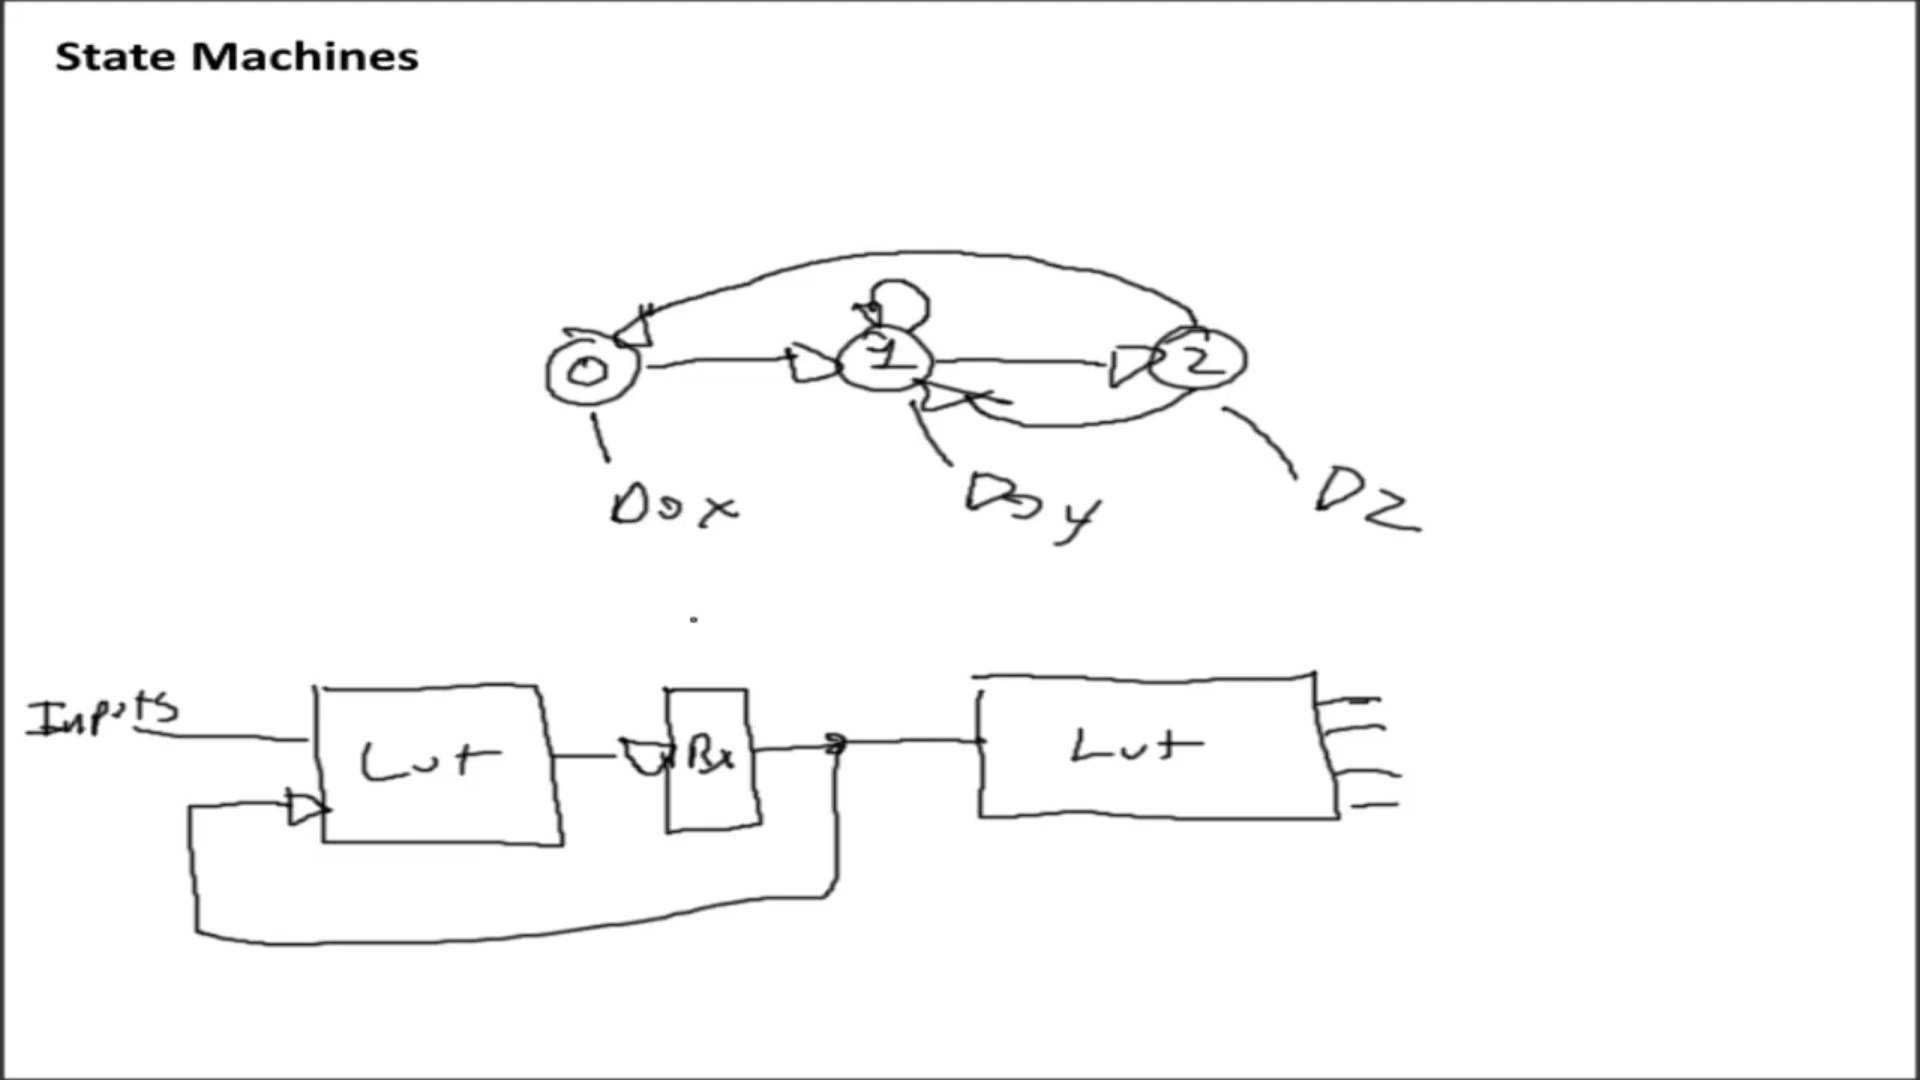 State Machines
0 1 2
Do x Do y D z
Inputs
Lut Rx Lut